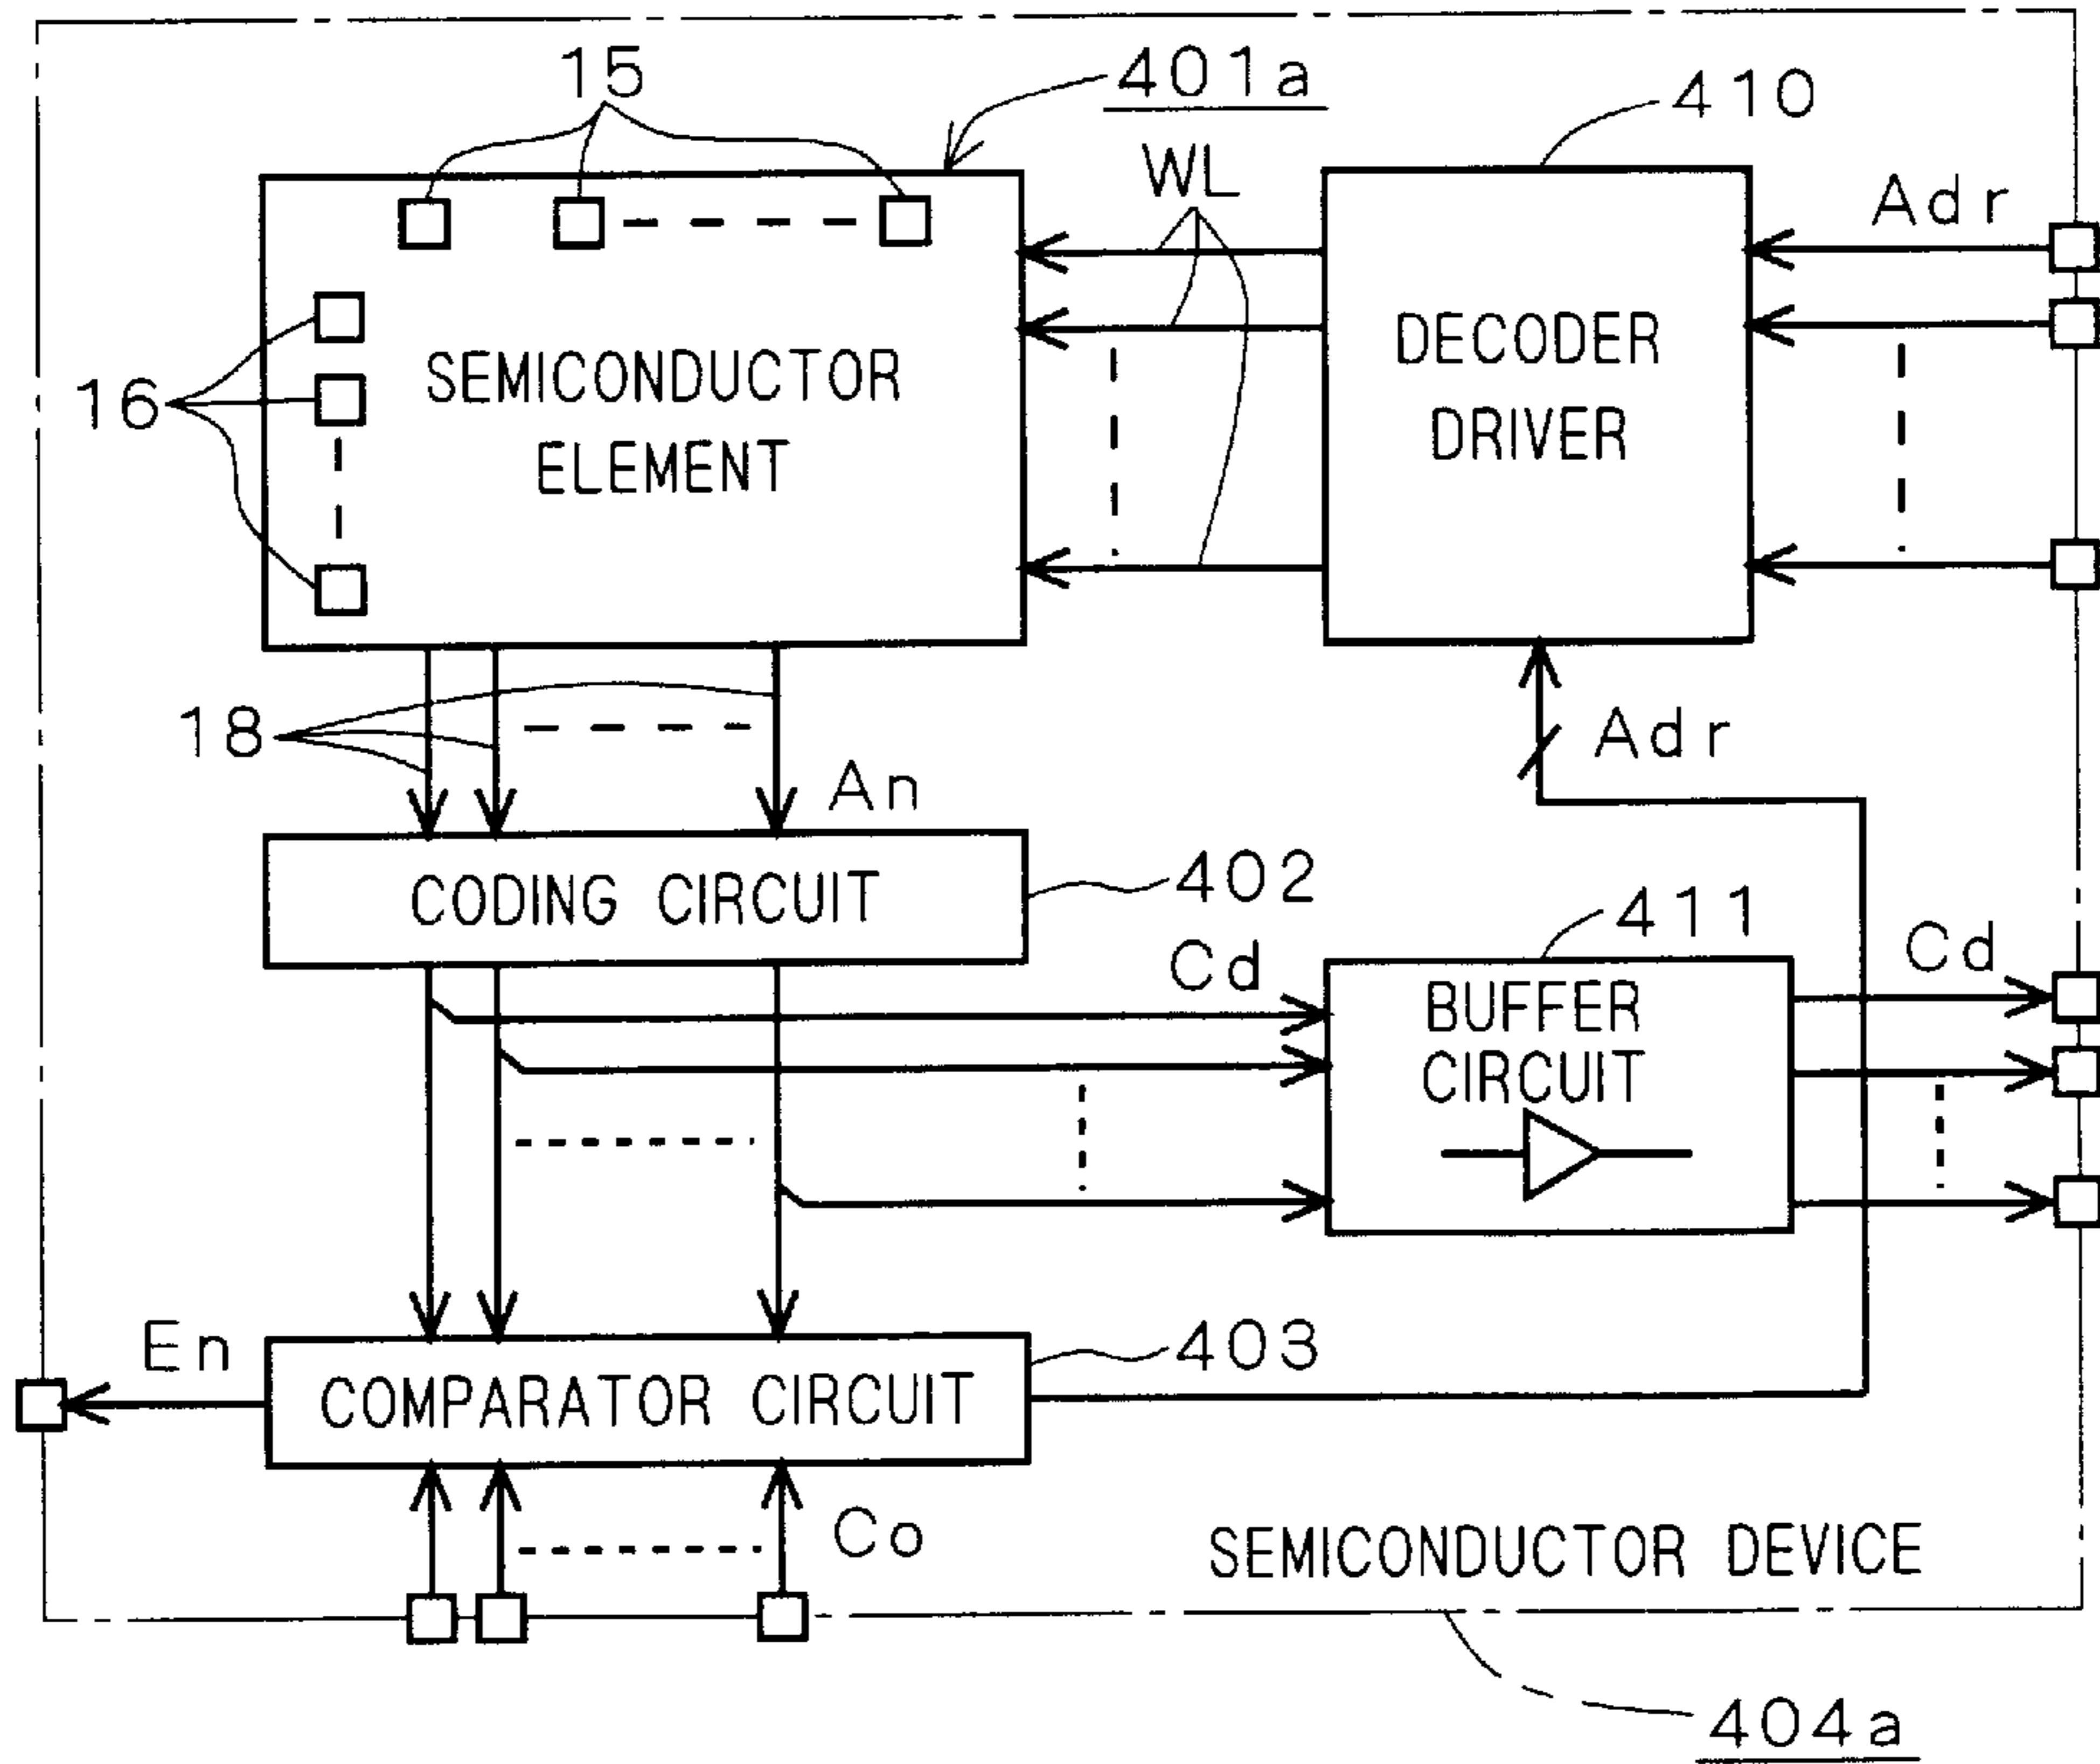 15
401a
410
WL
Adr
16
SEMICONDUCTOR
ELEMENT
DECODER
DRIVER
18
An
Adr
CODING CIRCUIT
402
411
Cd
Cd
BUFFER
CIRCUIT
En
403
COMPARATOR CIRCUIT
Co
SEMICONDUCTOR DEVICE
404a